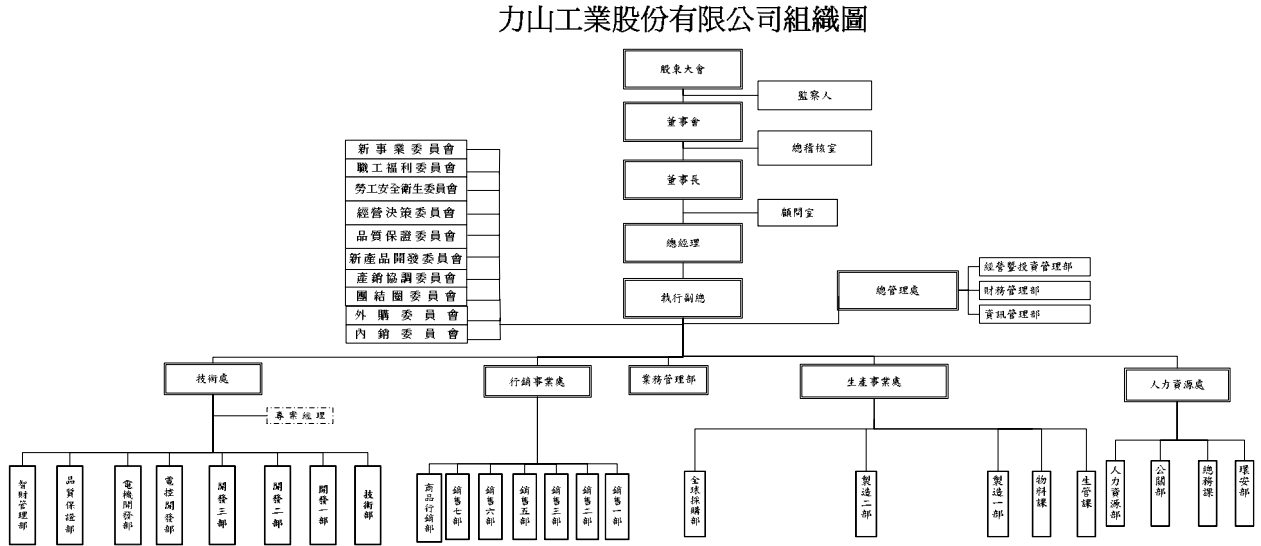 力山工業股份有限公司組織圖
股東大會
監察人
董事會
總稽核室
董事長
顧問室
總經理
執行副總
新事業委員會
職工福利委員會
勞工安全衛生委員會
經營決策委員會
品質保證委員會
新產品開發委員會
產銷協調委員會
團結圈委員會
外購委員會
內銷委員會
總管理處
經營暨投資管理部
財務管理部
資訊管理部
技術處
行銷事業處
業務管理部
生產事業處
人力資源處
專案經理
智財管理部
品質保證部
電機開發部
電控開發部
開發三部
開發二部
開發一部
技術部
商品行銷部
銷售七部
銷售六部
銷售五部
銷售三部
銷售二部
銷售一部
全球採購部
製造二部
製造一部
物料課
生管課
人力資源部
公關部
總務課
環安部